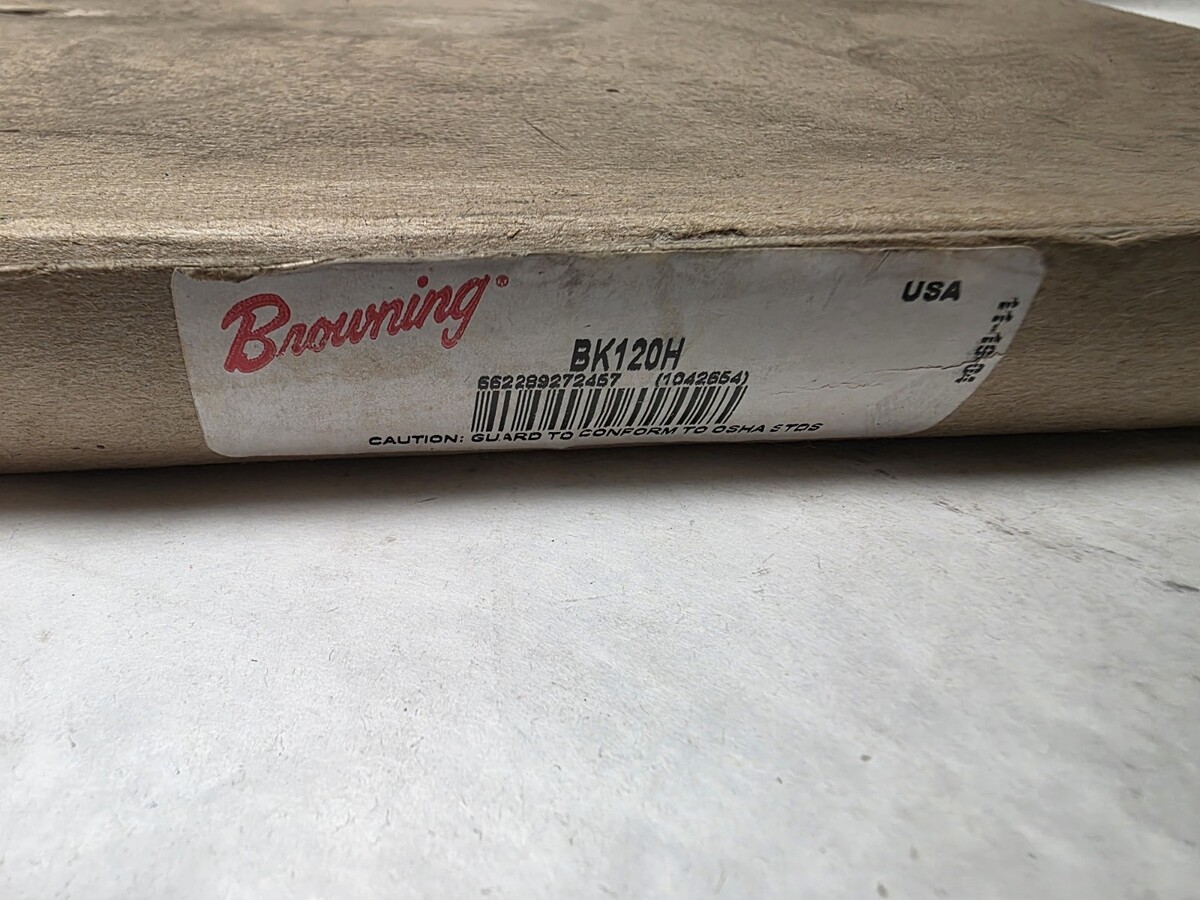 Browning®
USA
BK120H
662289272457 (1042654)
CAUTION: GUARD TO CONFORM TO OSHA STDS